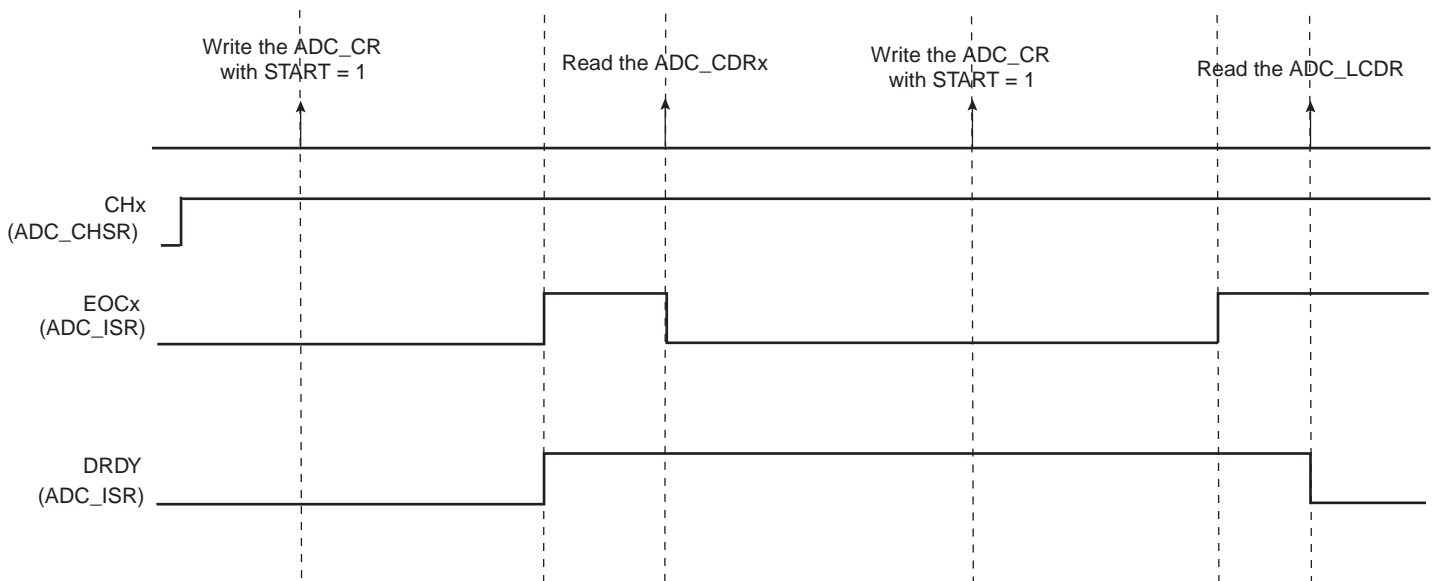 Write the ADC_CR
with START = 1
Read the ADC_CDRx
Write the ADC_CR
with START = 1
Read the ADC_LCDR
CHx
(ADC_CHSR)
EOCx
(ADC_ISR)
DRDY
(ADC_ISR)